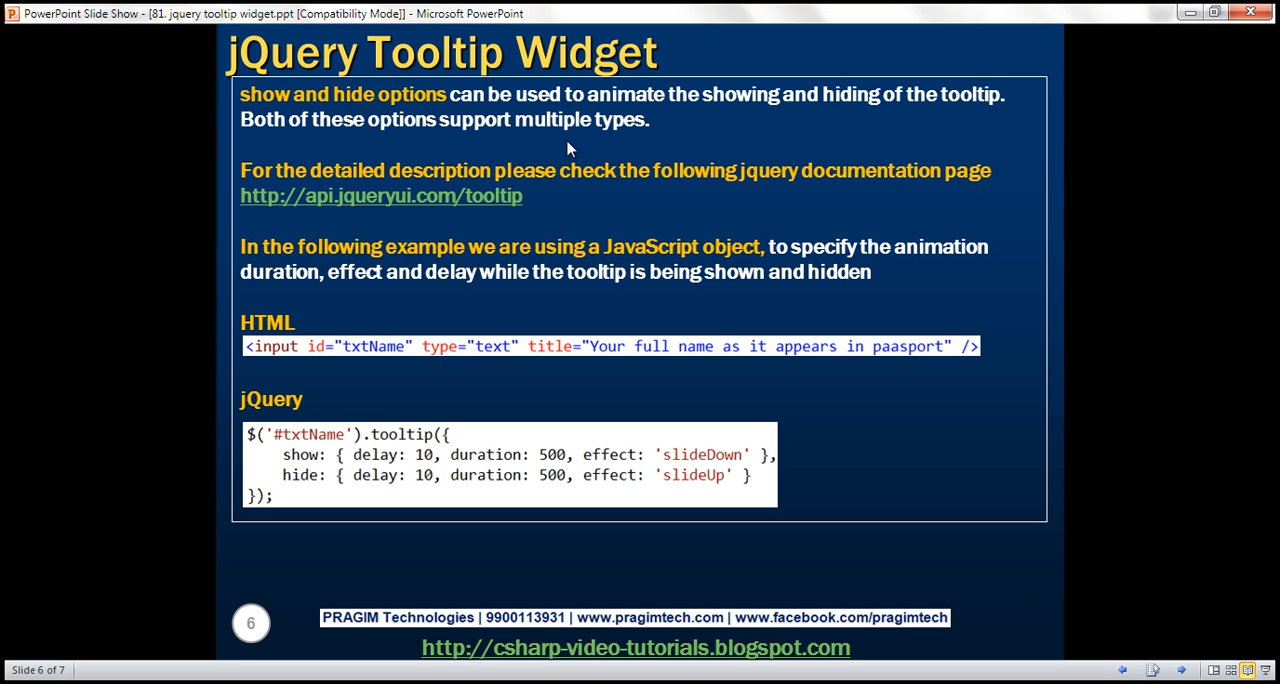 PowerPoint Slide Show - [81. jquery tooltip widget.ppt [Compatibility Mode]] - Microsoft PowerPoint
jQuery Tooltip Widget
show and hide options can be used to animate the showing and hiding of the tooltip.
Both of these options support multiple types.
For the detailed description please check the following jquery documentation page
http://api.jqueryui.com/tooltip
In the following example we are using a JavaScript object, to specify the animation
duration, effect and delay while the tooltip is being shown and hidden
HTML
<input id="txtName" type="text" title="Your full name as it appears in paasport" />
jQuery
$('#txtName').tooltip({
show: { delay: 10, duration: 500, effect: 'slideDown' },
hide: { delay: 10, duration: 500, effect: 'slideUp' }
});
6
PRAGIM Technologies | 9900113931 | www.pragimtech.com | www.facebook.com/pragimtech
http://csharp-video-tutorials.blogspot.com
Slide 6 of 7